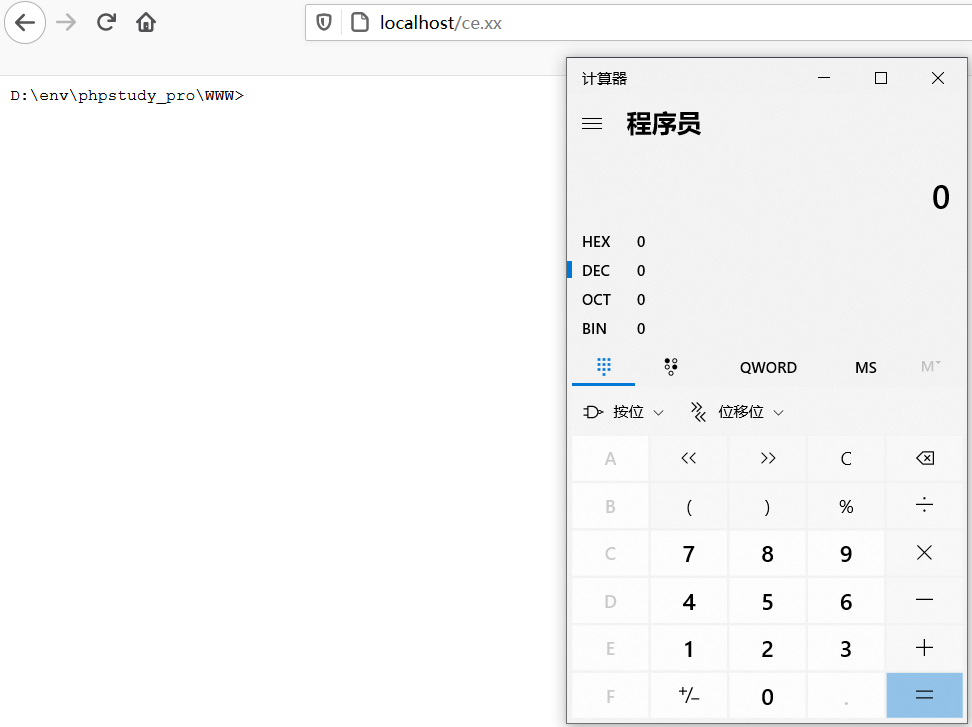 localhost/ce.xx
D:\env\phpstudy_pro\WWW>
计算器
程序员
0
HEX 0
DEC 0
OCT 0
BIN 0
QWORD MS M
按位 位移位
A << >> C
B ( ) % ÷
C 7 8 9 ×
D 4 5 6 −
E 1 2 3 +
F +/− 0 . =